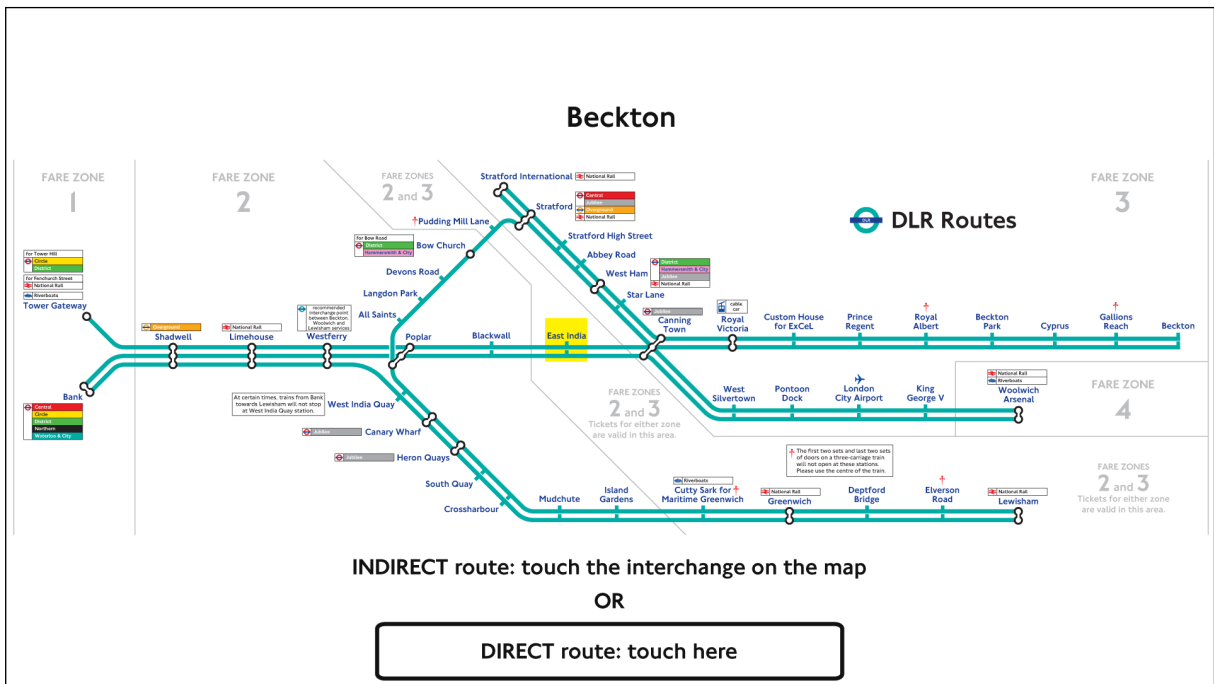 Beckton
FARE ZONE
1
FARE ZONE
2
FARE ZONES
2 and 3
FARE ZONE
3
DLR
DLR Routes
Stratford International
National Rail
Stratford
Central
Jubilee
Overground
National Rail
Pudding Mill Lane
for Bow Road
District
Hammersmith & City
Bow Church
Devons Road
Langdon Park
All Saints
Stratford High Street
Abbey Road
West Ham
District
Hammersmith & City
Jubilee
National Rail
Star Lane
Jubilee
Canning
Town
for Tower Hill
Circle
District
for Fenchurch Street
National Rail
Riverboats
Tower Gateway
Overground
Shadwell
National Rail
Limehouse
recommended
interchange point
between Beckton,
Woolwich and
Lewisham services
Westferry
Poplar
Blackwall
East India
cable
car
Royal
Victoria
Custom House
for ExCeL
Prince
Regent
Royal
Albert
Beckton
Park
Cyprus
Gallions
Reach
Beckton
Bank
Central
Circle
District
Northern
Waterloo & City
At certain times, trains from Bank
towards Lewisham will not stop
at West India Quay station.
West India Quay
Jubilee
Canary Wharf
Jubilee
Heron Quays
South Quay
Crossharbour
FARE ZONES
2 and 3
Tickets for either zone
are valid in this area.
West
Silvertown
Pontoon
Dock
London
City Airport
King
George V
National Rail
Riverboats
Woolwich
Arsenal
FARE ZONE
4
The first two sets and last two sets
of doors on a three-carriage train
will not open at these stations.
Please use the centre of the train.
Mudchute
Island
Gardens
Riverboats
Cutty Sark for
Maritime Greenwich
National Rail
Greenwich
Deptford
Bridge
Elverson
Road
National Rail
Lewisham
FARE ZONES
2 and 3
Tickets for either zone
are valid in this area.
INDIRECT route: touch the interchange on the map
OR
DIRECT route: touch here